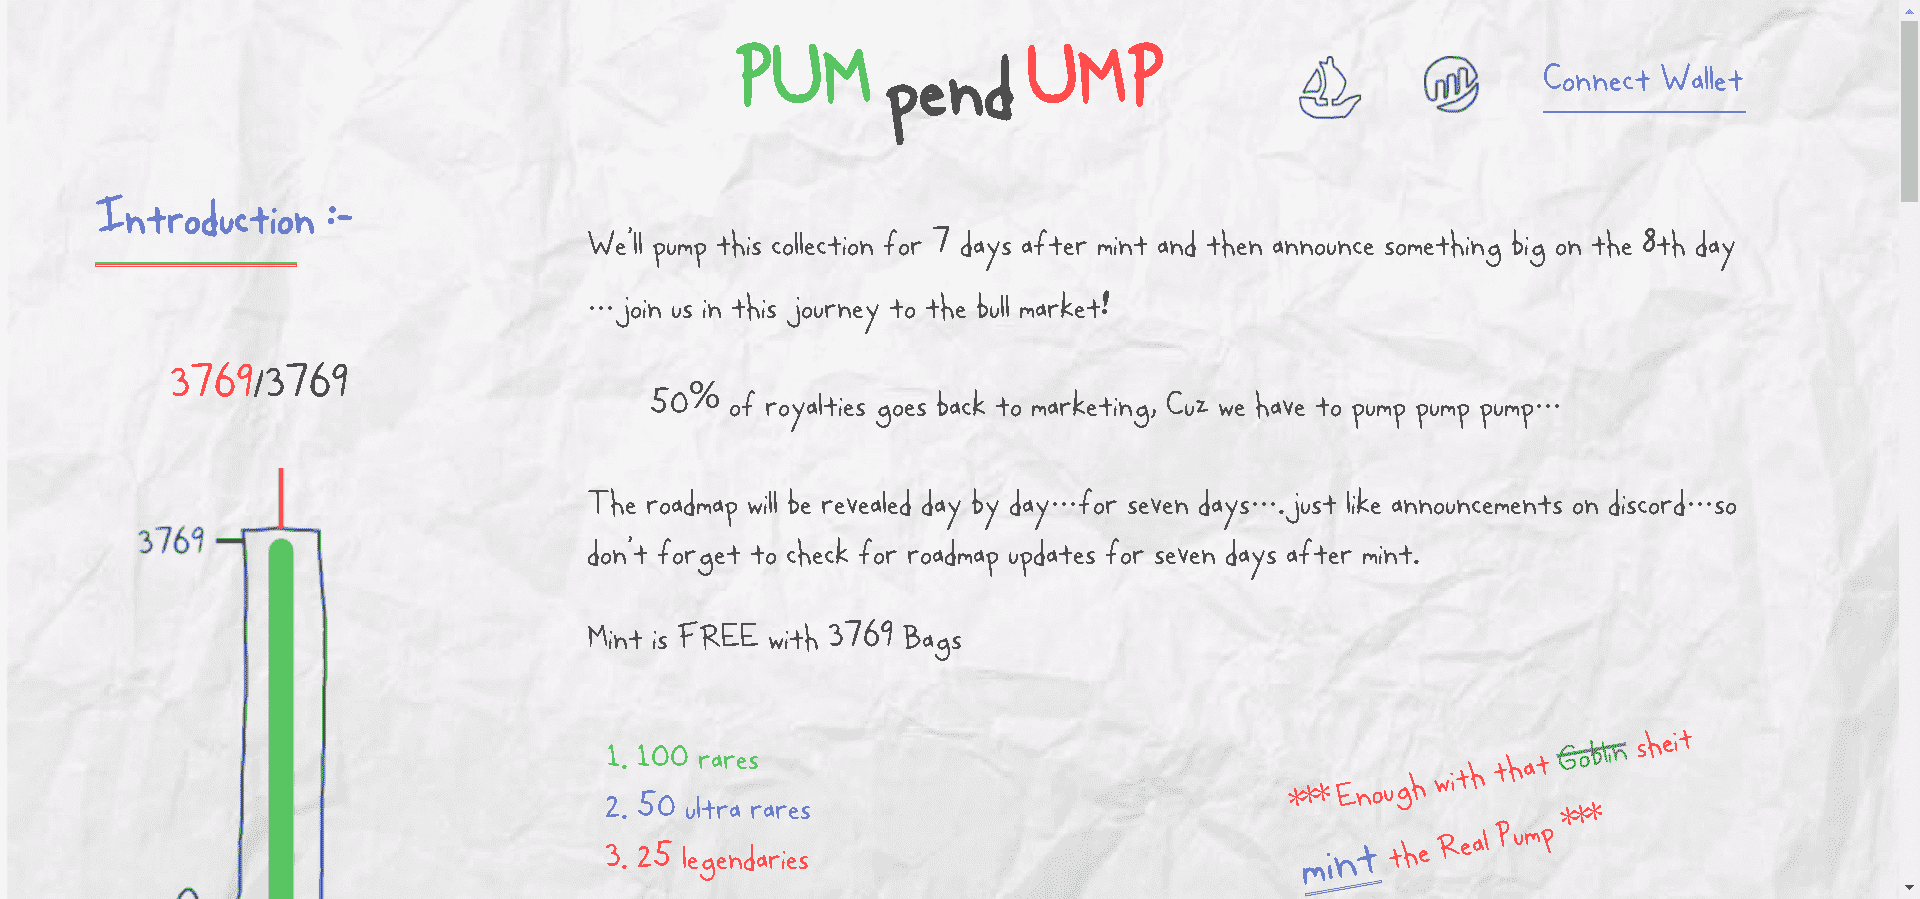 PUM pend UMP
Connect Wallet
Introduction :-
We'll pump this collection for 7 days after mint and then announce something big on the 8th day
...join us in this journey to the bull market!
3769/3769
50% of royalties goes back to marketing, Cuz we have to pump pump pump...
The roadmap will be revealed day by day...for seven days....just like announcements on discord...so
don't forget to check for roadmap updates for seven days after mint.
3769
Mint is FREE with 3769 Bags
1. 100 rares
2. 50 ultra rares
3. 25 legendaries
***Enough with that Goblin sheit
mint the Real Pump ***